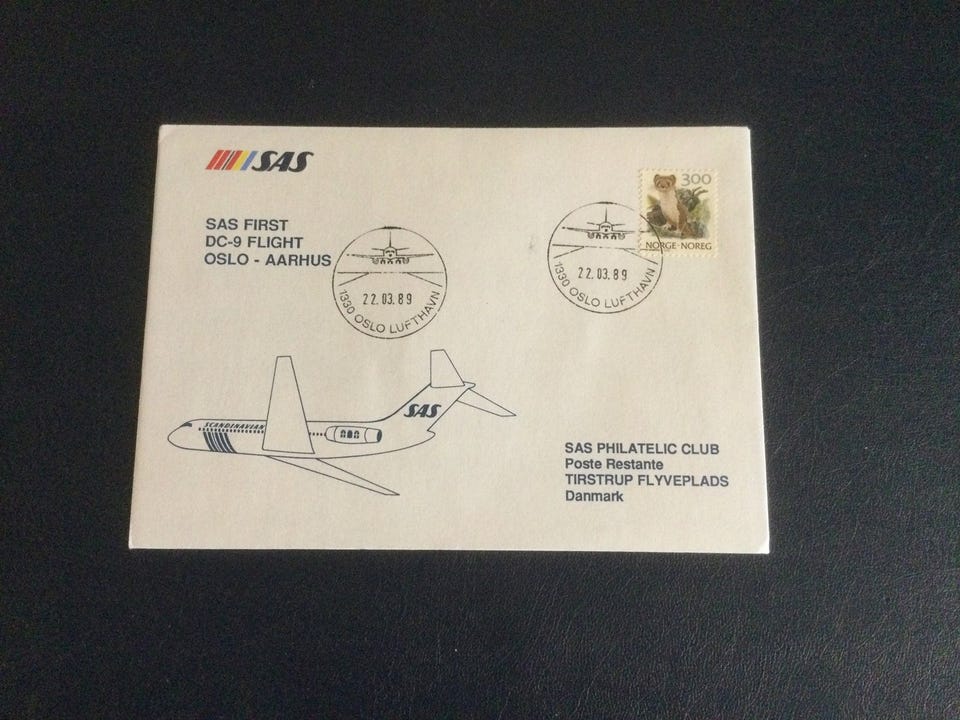 SAS
300
NORGE·NOREG
SAS FIRST
DC-9 FLIGHT
OSLO - AARHUS
22.03.89
1330 OSLO LUFTHAVN
22.03.89
1330 OSLO LUFTHAVN
SCANDINAVIAN
SAS
SAS PHILATELIC CLUB
Poste Restante
TIRSTRUP FLYVEPLADS
Danmark